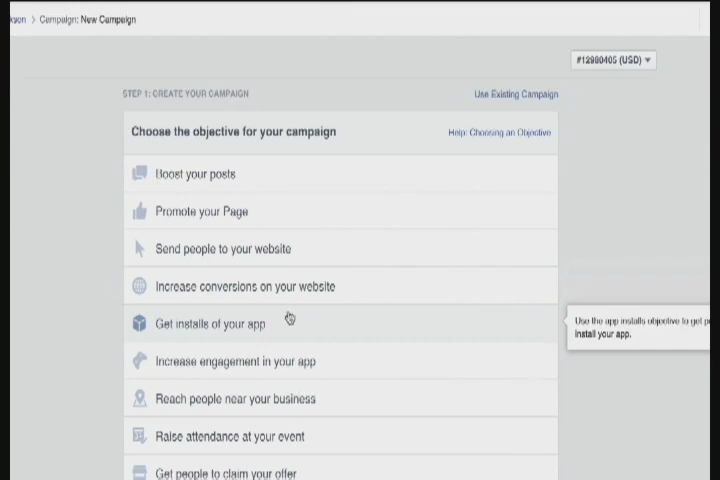 > Campaign: New Campaign
#12980405 (USD)
STEP 1: CREATE YOUR CAMPAIGN
Use Existing Campaign
Choose the objective for your campaign
Help: Choosing an Objective
Boost your posts
Promote your Page
Send people to your website
Increase conversions on your website
Get installs of your app
Use the app installs objective to get
Install your app.
Increase engagement in your app
Reach people near your business
Raise attendance at your event
Get people to claim your offer